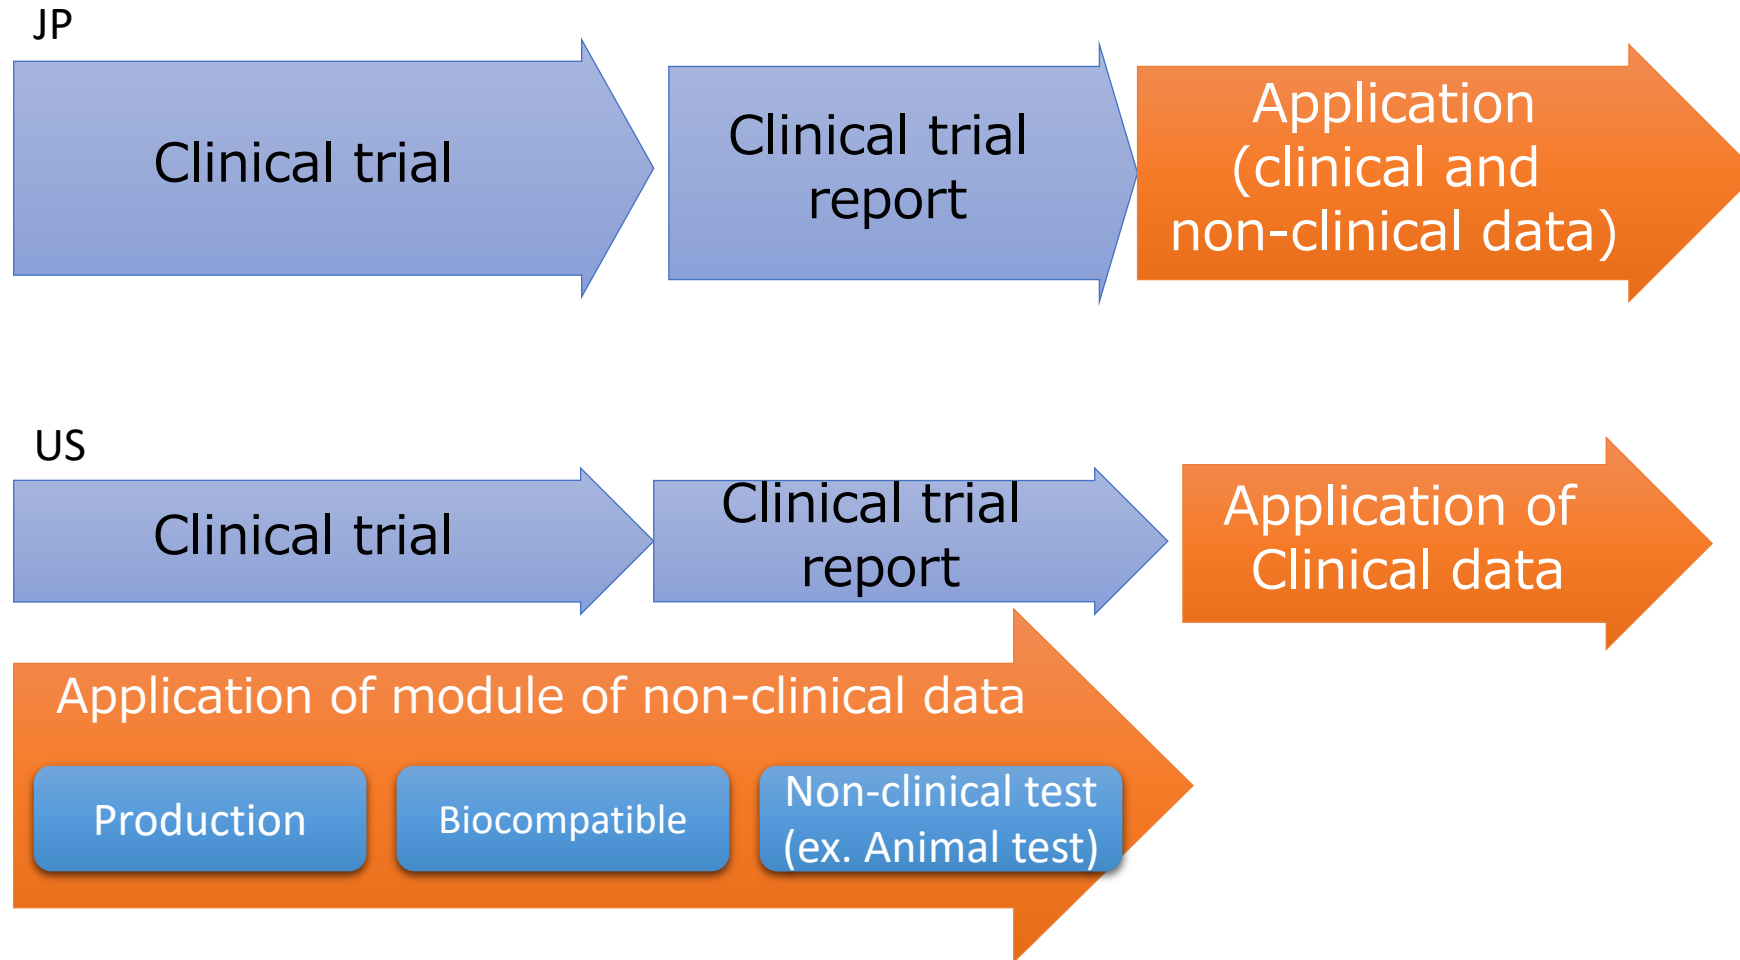 JP
Clinical trial
Clinical trial
report
Application
(clinical and
non-clinical data)
US
Clinical trial
Clinical trial
report
Application of
Clinical data
Application of module of non-clinical data
Production
Biocompatible
Non-clinical test
(ex. Animal test)